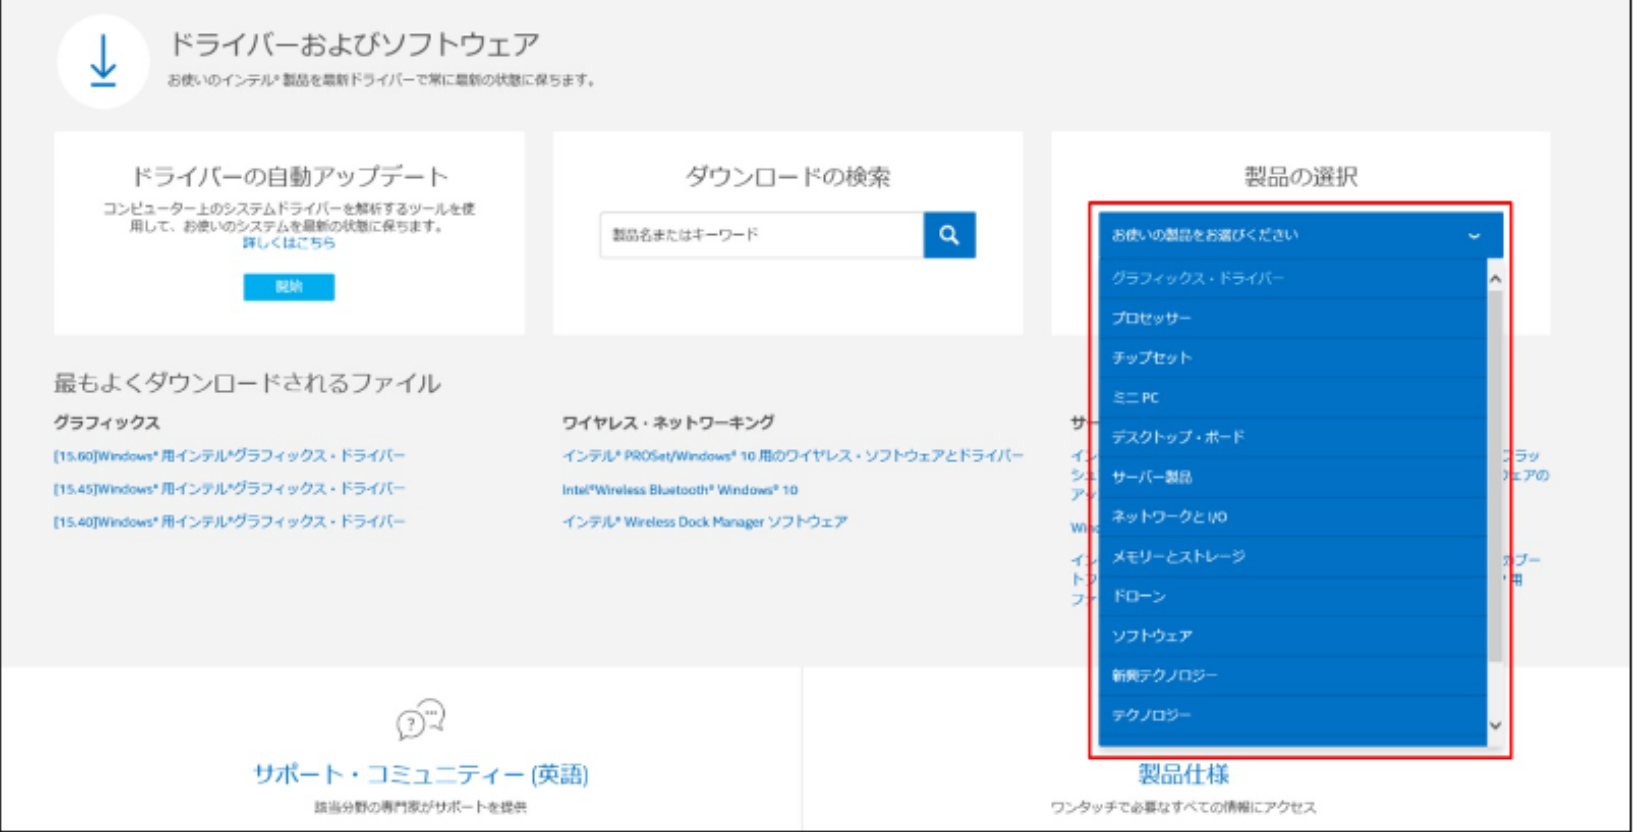 ドライバーおよびソフトウェア
お使いのインテル® 製品を最新ドライバーで常に最新の状態に保ちます。
ドライバーの自動アップデート
コンピューター上のシステムドライバーを解析するツールを使
用して、お使いのシステムを最新の状態に保ちます。
詳しくはこちら
開始
ダウンロードの検索
製品名またはキーワード
製品の選択
お使いの製品をお選びください
グラフィックス・ドライバー
プロセッサー
チップセット
ミニ PC
デスクトップ・ボード
サーバー製品
ネットワークと I/O
メモリーとストレージ
ドローン
ソフトウェア
新興テクノロジー
テクノロジー
最もよくダウンロードされるファイル
グラフィックス
[15.60]Windows* 用インテル®グラフィックス・ドライバー
[15.45]Windows* 用インテル®グラフィックス・ドライバー
[15.40]Windows* 用インテル®グラフィックス・ドライバー
ワイヤレス・ネットワーキング
インテル® PROSet/Windows* 10 用のワイヤレス・ソフトウェアとドライバー
Intel®Wireless Bluetooth® Windows* 10
インテル® Wireless Dock Manager ソフトウェア
サポート・コミュニティー (英語)
該当分野の専門家がサポートを提供
製品仕様
ワンタッチで必要なすべての情報にアクセス